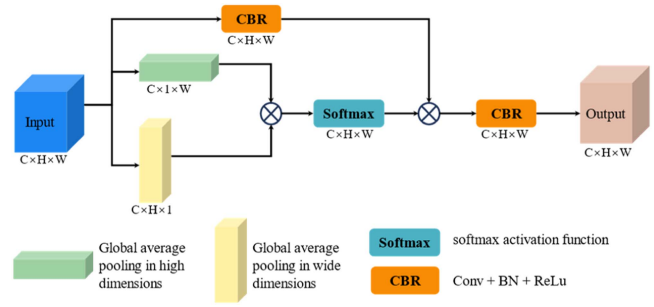 CBR
C×H×W
C×1×W
Input
C×H×W
Softmax
C×H×W
CBR
C×H×W
Output
C×H×W
C×H×1
Global average
pooling in high
dimensions
Global average
pooling in wide
dimensions
Softmax
softmax activation function
CBR
Conv + BN + ReLu